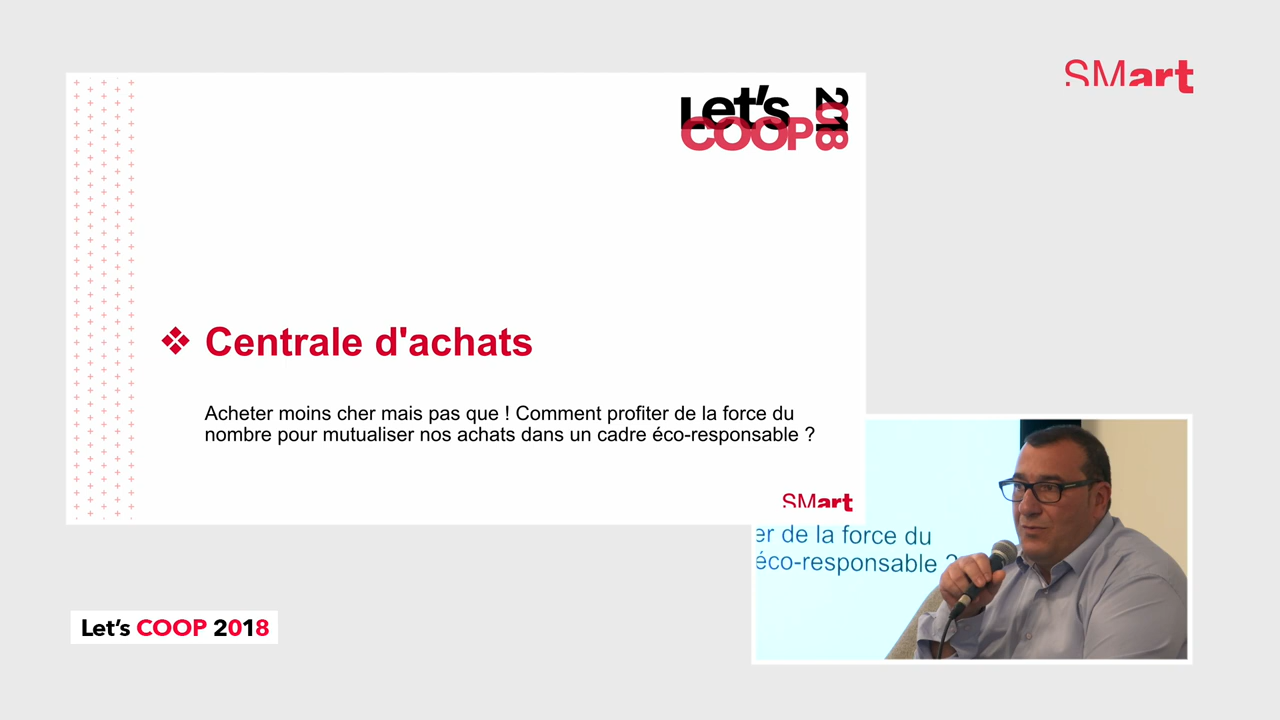 SMart
Let's
COOP
2018
❖ Centrale d'achats
Acheter moins cher mais pas que ! Comment profiter de la force du
nombre pour mutualiser nos achats dans un cadre éco-responsable ?
SMart
er de la force du
éco-responsable ?
Let's COOP 2018